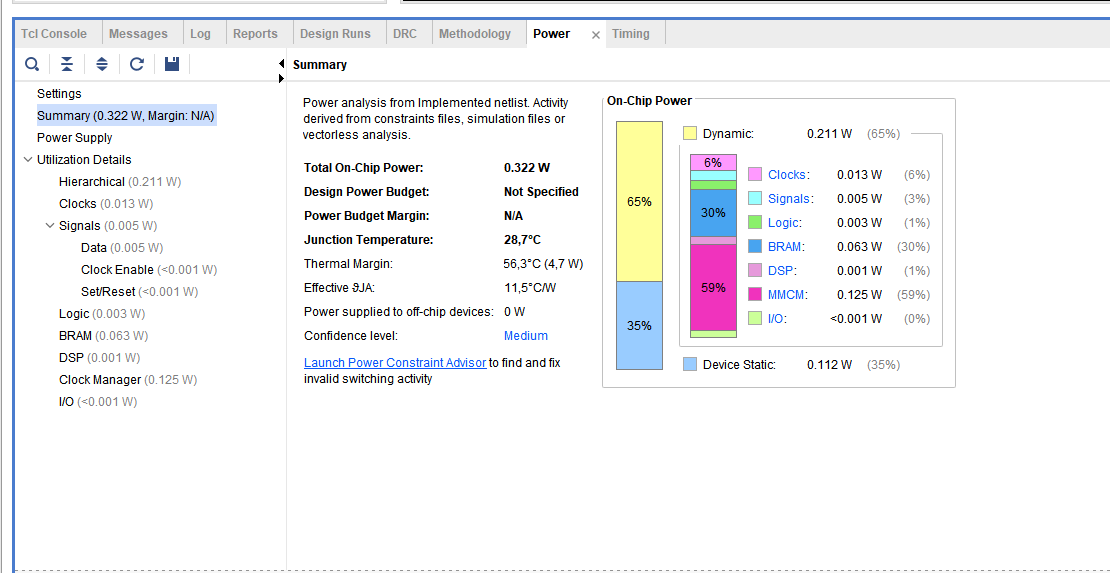 Tcl Console Messages Log Reports Design Runs DRC Methodology Power × Timing
Summary
Settings
Summary (0.322 W, Margin: N/A)
Power Supply
Utilization Details
Hierarchical (0.211 W)
Clocks (0.013 W)
Signals (0.005 W)
Data (0.005 W)
Clock Enable (<0.001 W)
Set/Reset (<0.001 W)
Logic (0.003 W)
BRAM (0.063 W)
DSP (0.001 W)
Clock Manager (0.125 W)
I/O (<0.001 W)
Power analysis from Implemented netlist. Activity
derived from constraints files, simulation files or
vectorless analysis.
Total On-Chip Power: 0.322 W
Design Power Budget: Not Specified
Power Budget Margin: N/A
Junction Temperature: 28,7°C
Thermal Margin: 56,3°C (4,7 W)
Effective ϑJA: 11,5°C/W
Power supplied to off-chip devices: 0 W
Confidence level: Medium
Launch Power Constraint Advisor to find and fix
invalid switching activity
On-Chip Power
65%
35%
Dynamic: 0.211 W (65%)
6%
30%
59%
Clocks: 0.013 W (6%)
Signals: 0.005 W (3%)
Logic: 0.003 W (1%)
BRAM: 0.063 W (30%)
DSP: 0.001 W (1%)
MMCM: 0.125 W (59%)
I/O: <0.001 W (0%)
Device Static: 0.112 W (35%)